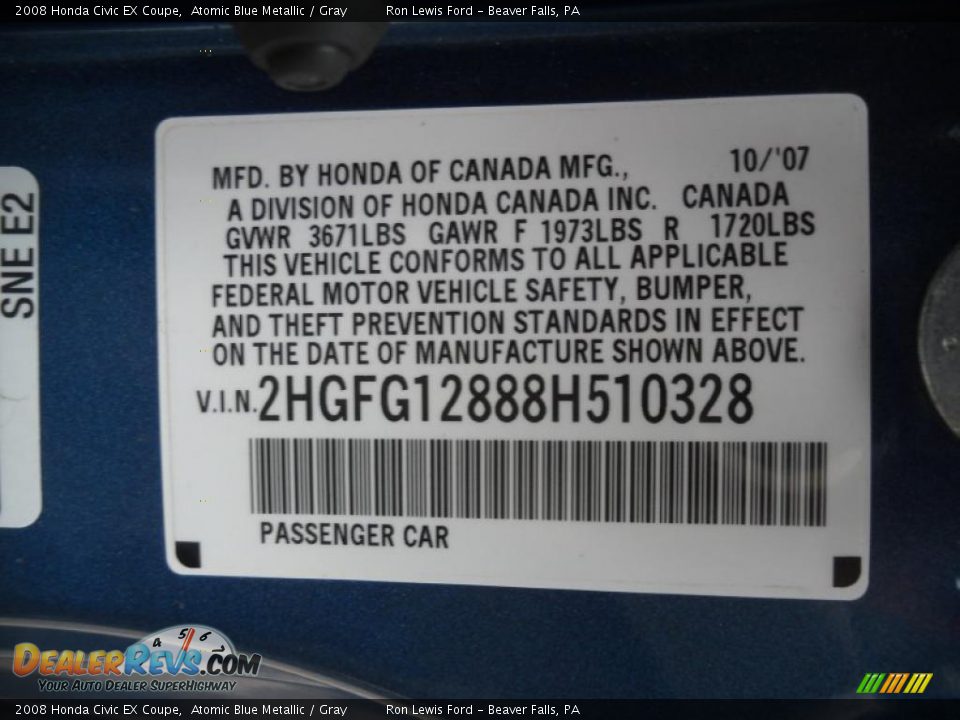 2008 Honda Civic EX Coupe, Atomic Blue Metallic / Gray Ron Lewis Ford - Beaver Falls, PA
SNE E2
MFD. BY HONDA OF CANADA MFG., 10/'07
A DIVISION OF HONDA CANADA INC. CANADA
GVWR 3671LBS GAWR F 1973LBS R 1720LBS
THIS VEHICLE CONFORMS TO ALL APPLICABLE
FEDERAL MOTOR VEHICLE SAFETY, BUMPER,
AND THEFT PREVENTION STANDARDS IN EFFECT
ON THE DATE OF MANUFACTURE SHOWN ABOVE.
V.I.N. 2HGFG12888H510328
PASSENGER CAR
4 5 6
DEALERREVS.COM
YOUR AUTO DEALER SUPERHIGHWAY
2008 Honda Civic EX Coupe, Atomic Blue Metallic / Gray Ron Lewis Ford - Beaver Falls, PA